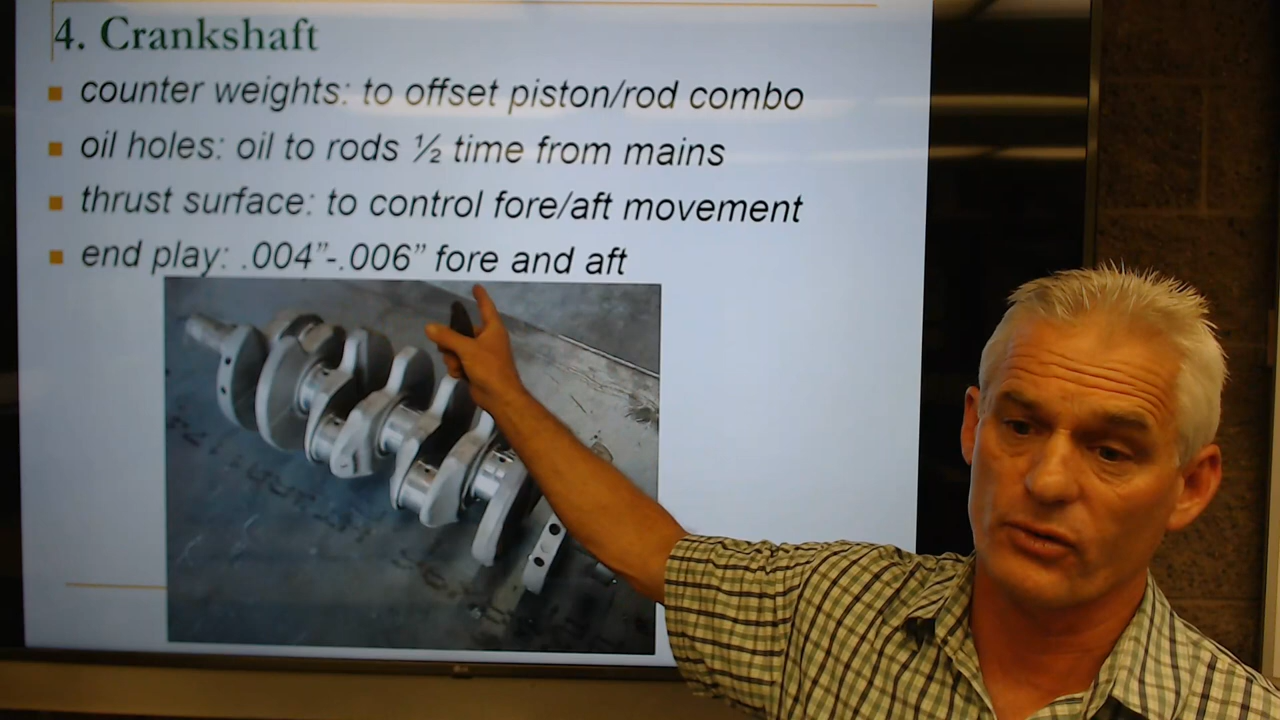 4. Crankshaft
counter weights: to offset piston/rod combo
oil holes: oil to rods ½ time from mains
thrust surface: to control fore/aft movement
end play: .004”-.006” fore and aft
LG